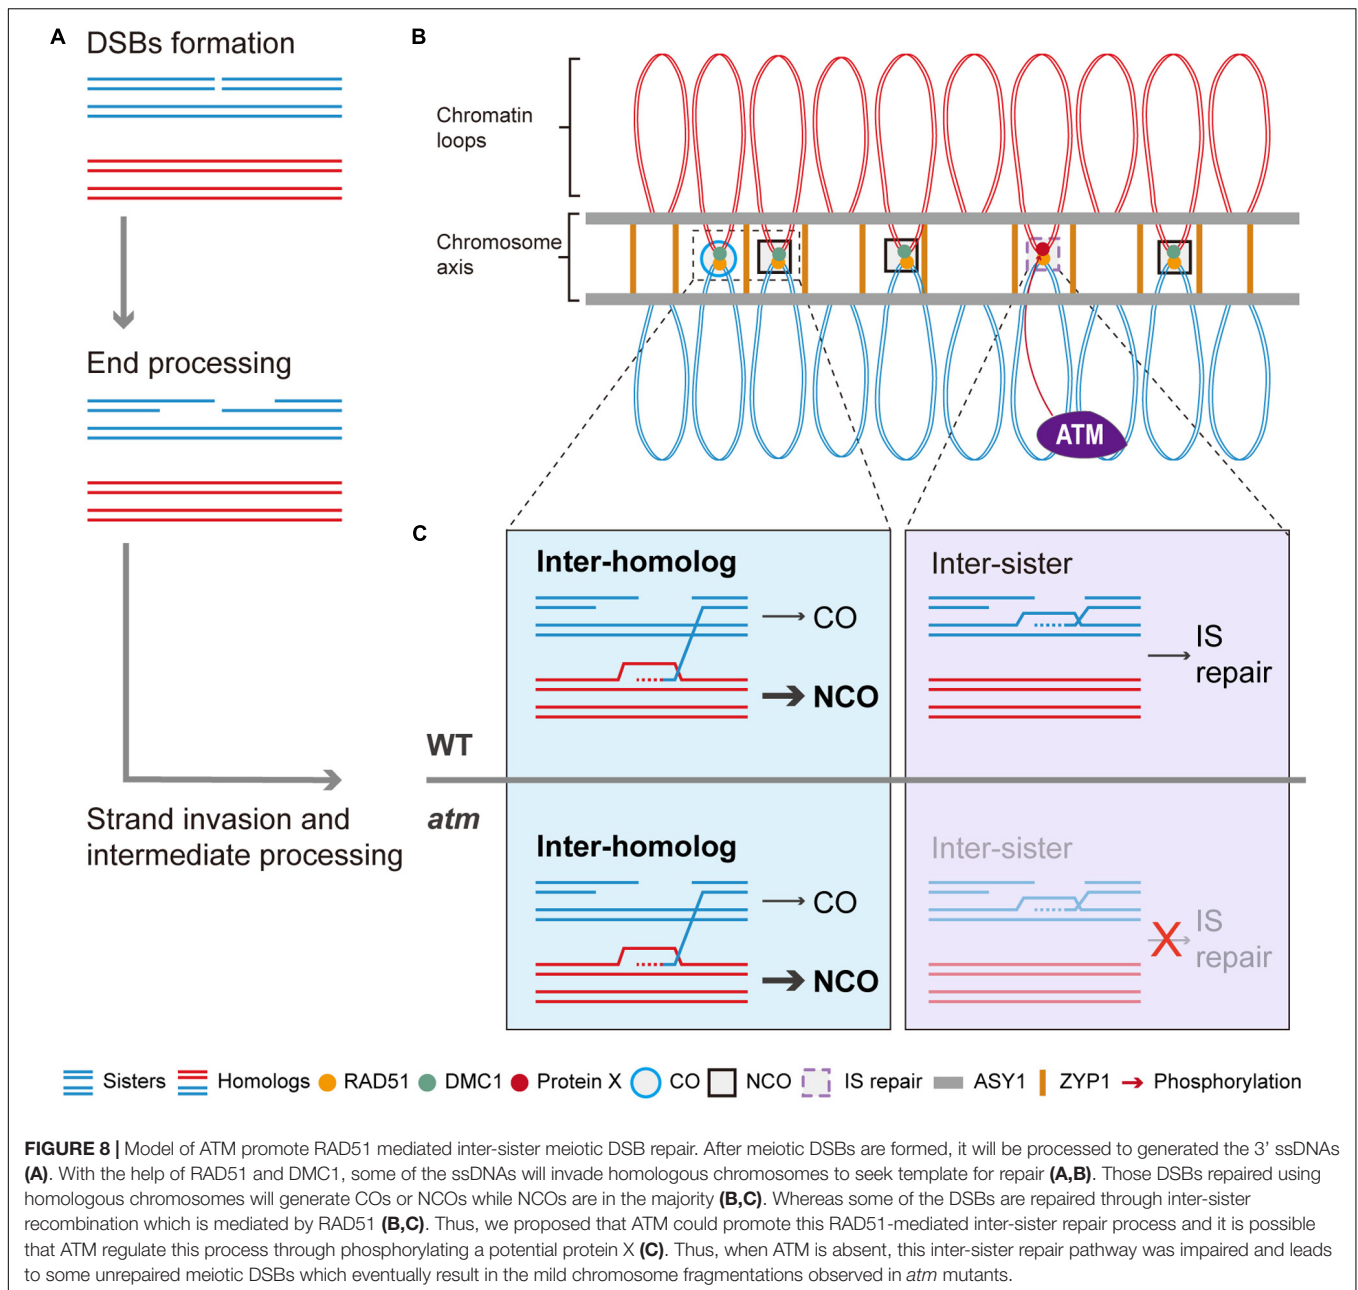 A
DSBs formation
End processing
Strand invasion and
intermediate processing
B
Chromatin
loops
Chromosome
axis
ATM
C
Inter-homolog
CO
NCO
Inter-sister
IS
repair
WT
atm
Inter-homolog
CO
NCO
Inter-sister
X
IS
repair
Sisters Homologs RAD51 DMC1 Protein X CO NCO IS repair ASY1 ZYP1 Phosphorylation
FIGURE 8 | Model of ATM promote RAD51 mediated inter-sister meiotic DSB repair. After meiotic DSBs are formed, it will be processed to generated the 3' ssDNAs
(A). With the help of RAD51 and DMC1, some of the ssDNAs will invade homologous chromosomes to seek template for repair (A,B). Those DSBs repaired using
homologous chromosomes will generate COs or NCOs while NCOs are in the majority (B,C). Whereas some of the DSBs are repaired through inter-sister
recombination which is mediated by RAD51 (B,C). Thus, we proposed that ATM could promote this RAD51-mediated inter-sister repair process and it is possible
that ATM regulate this process through phosphorylating a potential protein X (C). Thus, when ATM is absent, this inter-sister repair pathway was impaired and leads
to some unrepaired meiotic DSBs which eventually result in the mild chromosome fragmentations observed in atm mutants.